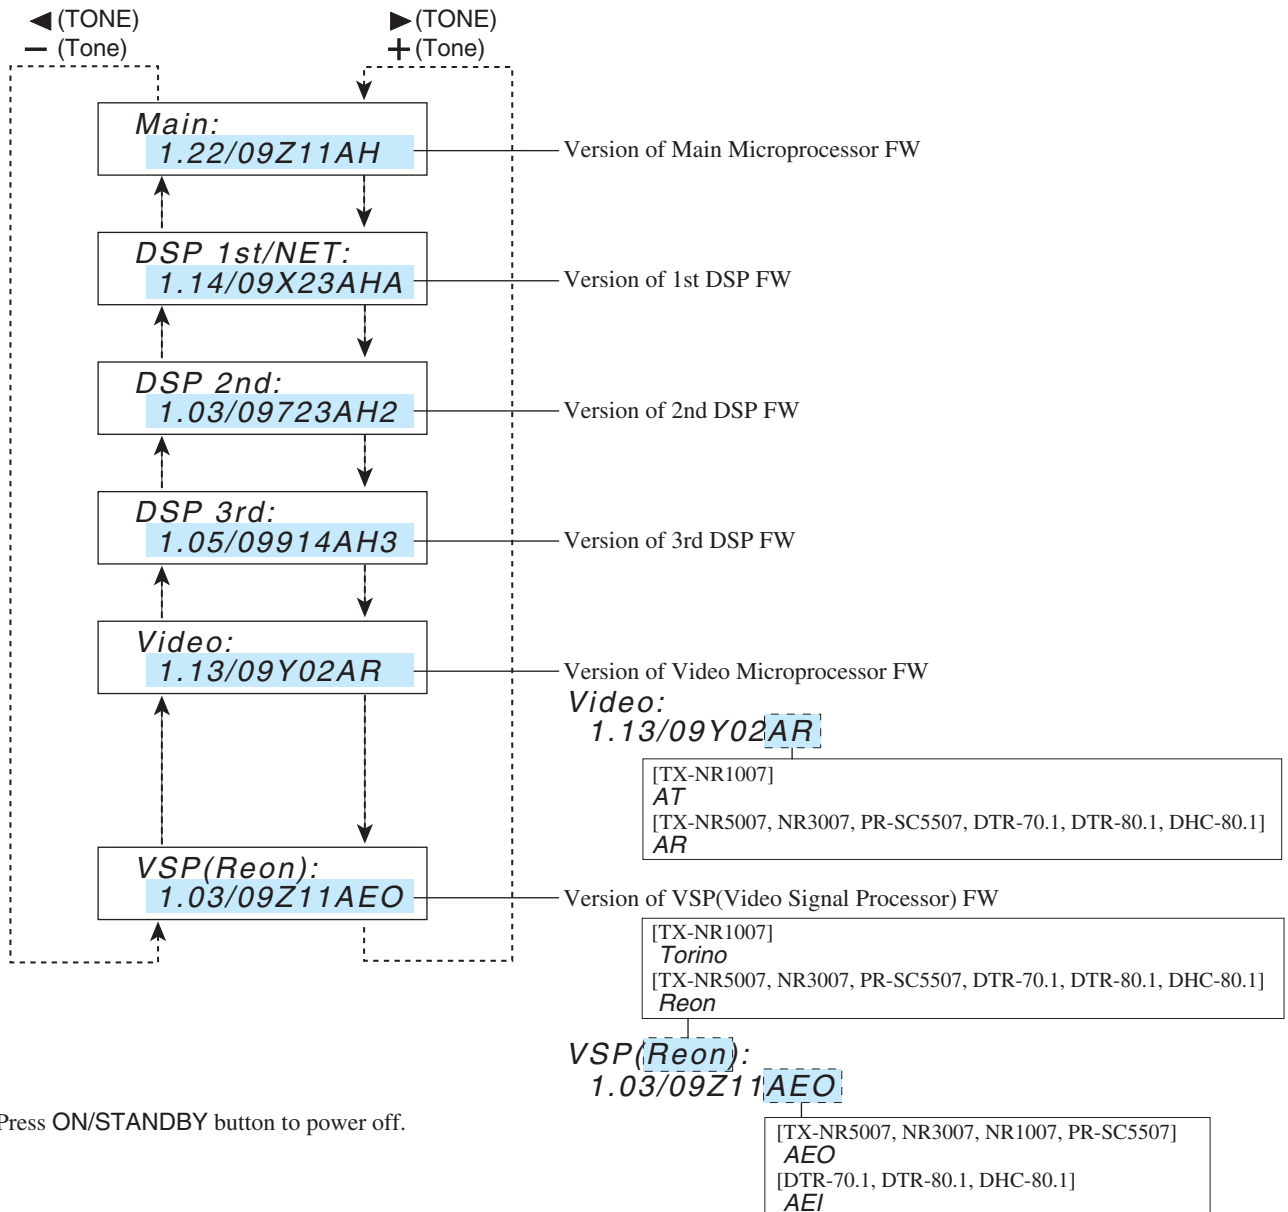 ◄(TONE)
− (Tone)
►(TONE)
+(Tone)
Main:
1.22/09Z11AH
Version of Main Microprocessor FW
DSP 1st/NET:
1.14/09X23AHA
Version of 1st DSP FW
DSP 2nd:
1.03/09723AH2
Version of 2nd DSP FW
DSP 3rd:
1.05/09914AH3
Version of 3rd DSP FW
Video:
1.13/09Y02AR
Version of Video Microprocessor FW
Video:
1.13/09Y02AR
[TX-NR1007]
AT
[TX-NR5007, NR3007, PR-SC5507, DTR-70.1, DTR-80.1, DHC-80.1]
AR
VSP(Reon):
1.03/09Z11AEO
Version of VSP(Video Signal Processor) FW
[TX-NR1007]
Torino
[TX-NR5007, NR3007, PR-SC5507, DTR-70.1, DTR-80.1, DHC-80.1]
Reon
VSP(Reon):
1.03/09Z11AEO
Press ON/STANDBY button to power off.
[TX-NR5007, NR3007, NR1007, PR-SC5507]
AEO
[DTR-70.1, DTR-80.1, DHC-80.1]
AEI